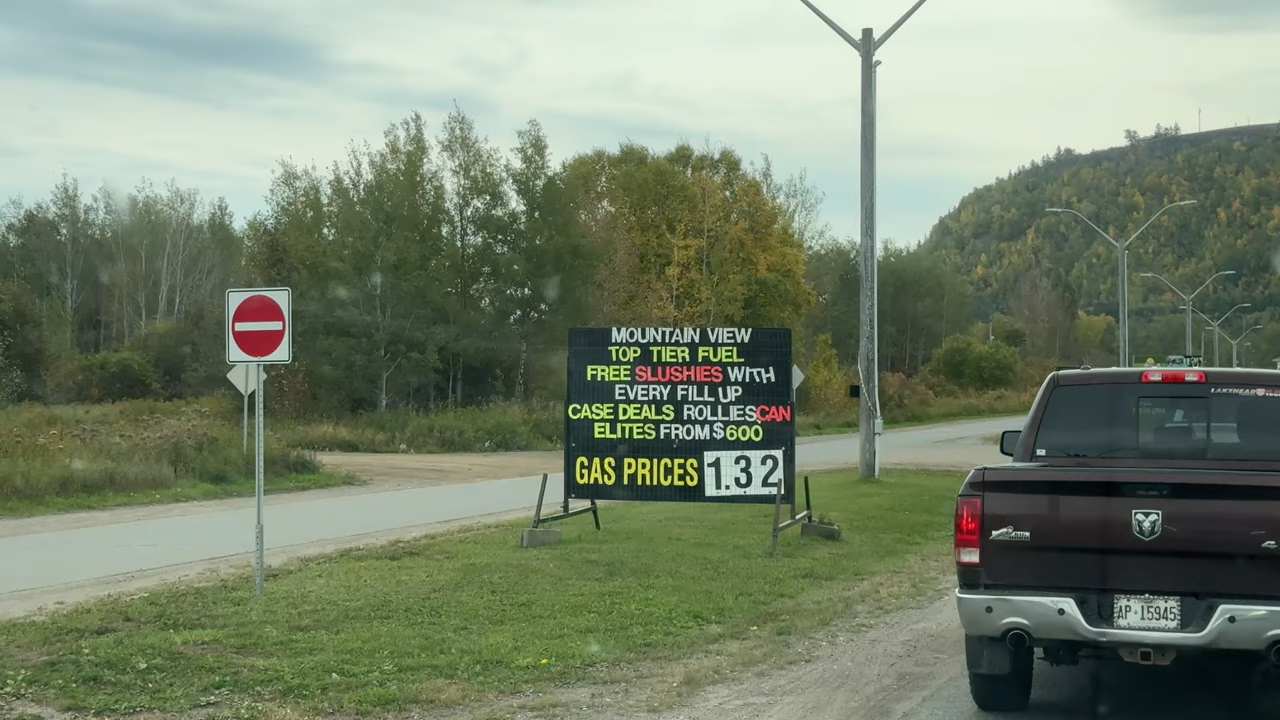 MOUNTAIN VIEW
TOP TIER FUEL
FREE SLUSHIES WITH
EVERY FILL UP
CASE DEALS ROLLIES CAN
ELITES FROM $600
GAS PRICES 1.32
LAKEHEAD
AP 15945